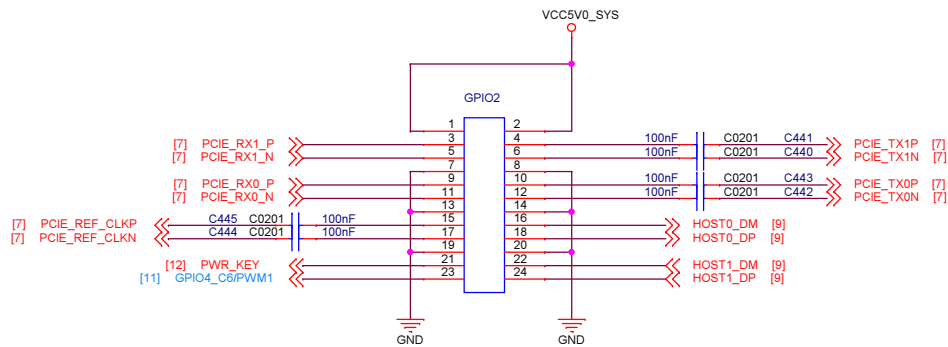 VCC5V0_SYS
GPIO2
1 2
[7] PCIE_RX1_P 3 4 100nF C0201 C441 PCIE_TX1P [7]
[7] PCIE_RX1_N 5 6 100nF C0201 C440 PCIE_TX1N [7]
7 8
[7] PCIE_RX0_P 9 10 100nF C0201 C443 PCIE_TX0P [7]
[7] PCIE_RX0_N 11 12 100nF C0201 C442 PCIE_TX0N [7]
13 14
[7] PCIE_REF_CLKP C445 C0201 100nF 15 16 HOST0_DM [9]
[7] PCIE_REF_CLKN C444 C0201 100nF 17 18 HOST0_DP [9]
19 20
[12] PWR_KEY 21 22 HOST1_DM [9]
[11] GPIO4_C6/PWM1 23 24 HOST1_DP [9]
GND GND